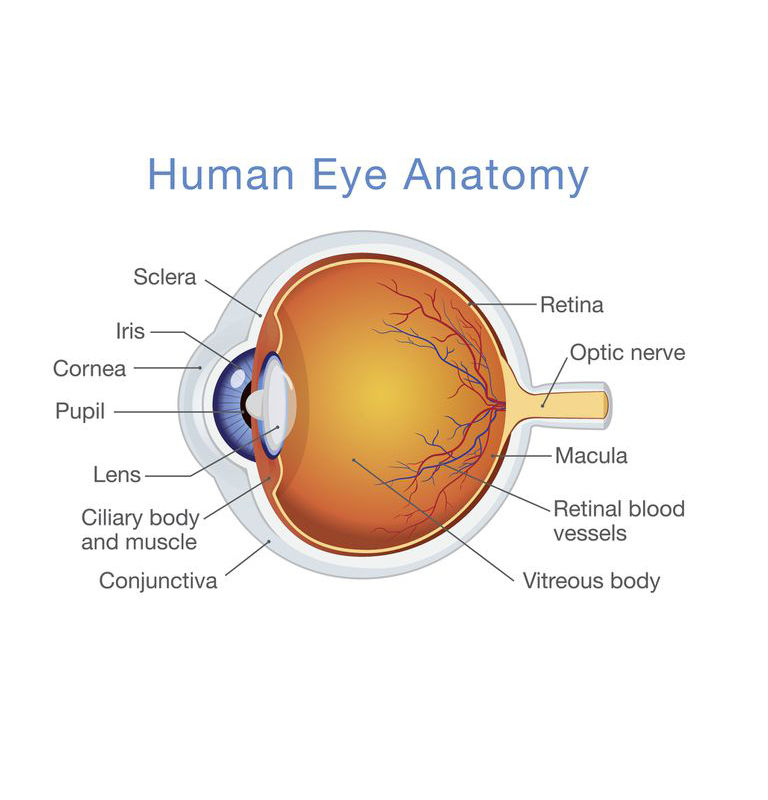 Human Eye Anatomy
Sclera
Iris
Cornea
Pupil
Lens
Ciliary body
and muscle
Conjunctiva
Retina
Optic nerve
Macula
Retinal blood
vessels
Vitreous body